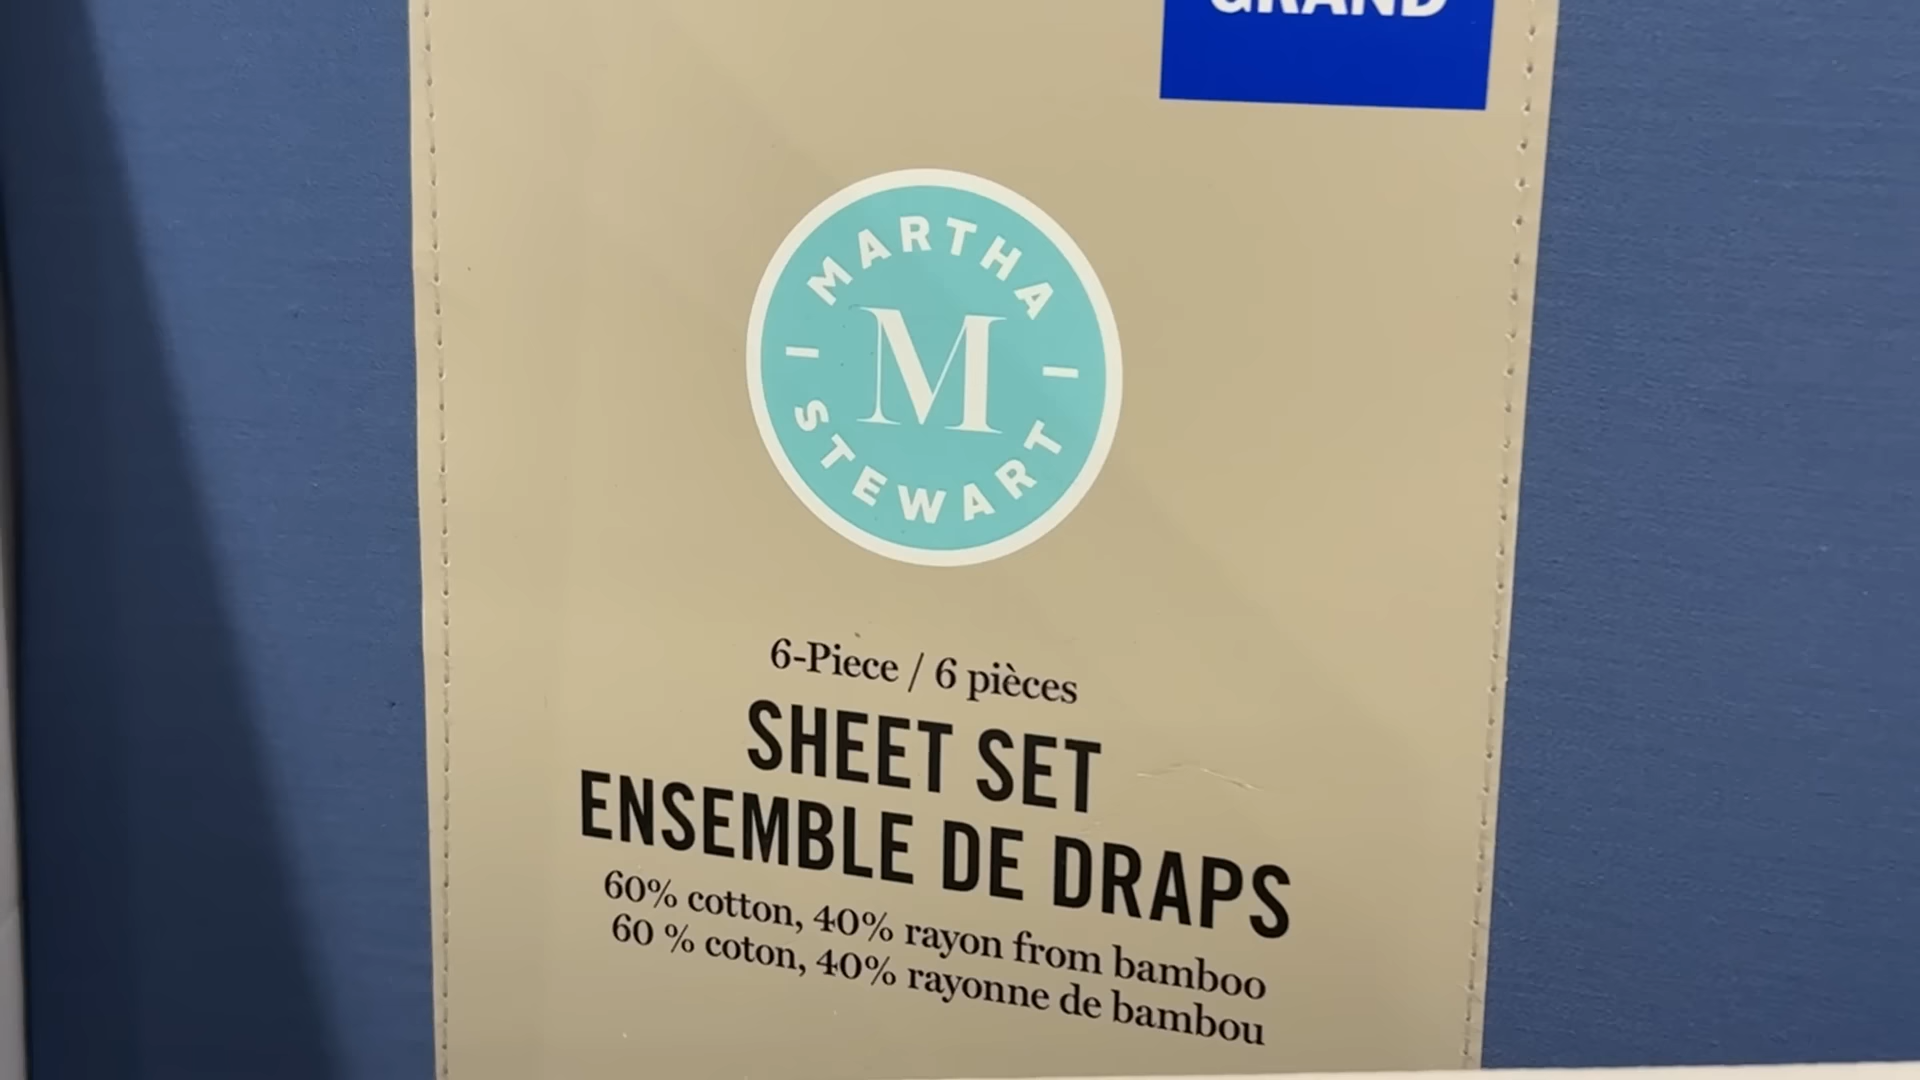 GRAND
MARTHA
M
STEWART
6-Piece / 6 pièces
SHEET SET
ENSEMBLE DE DRAPS
60% cotton, 40% rayon from bamboo
60 % coton, 40% rayonne de bambou